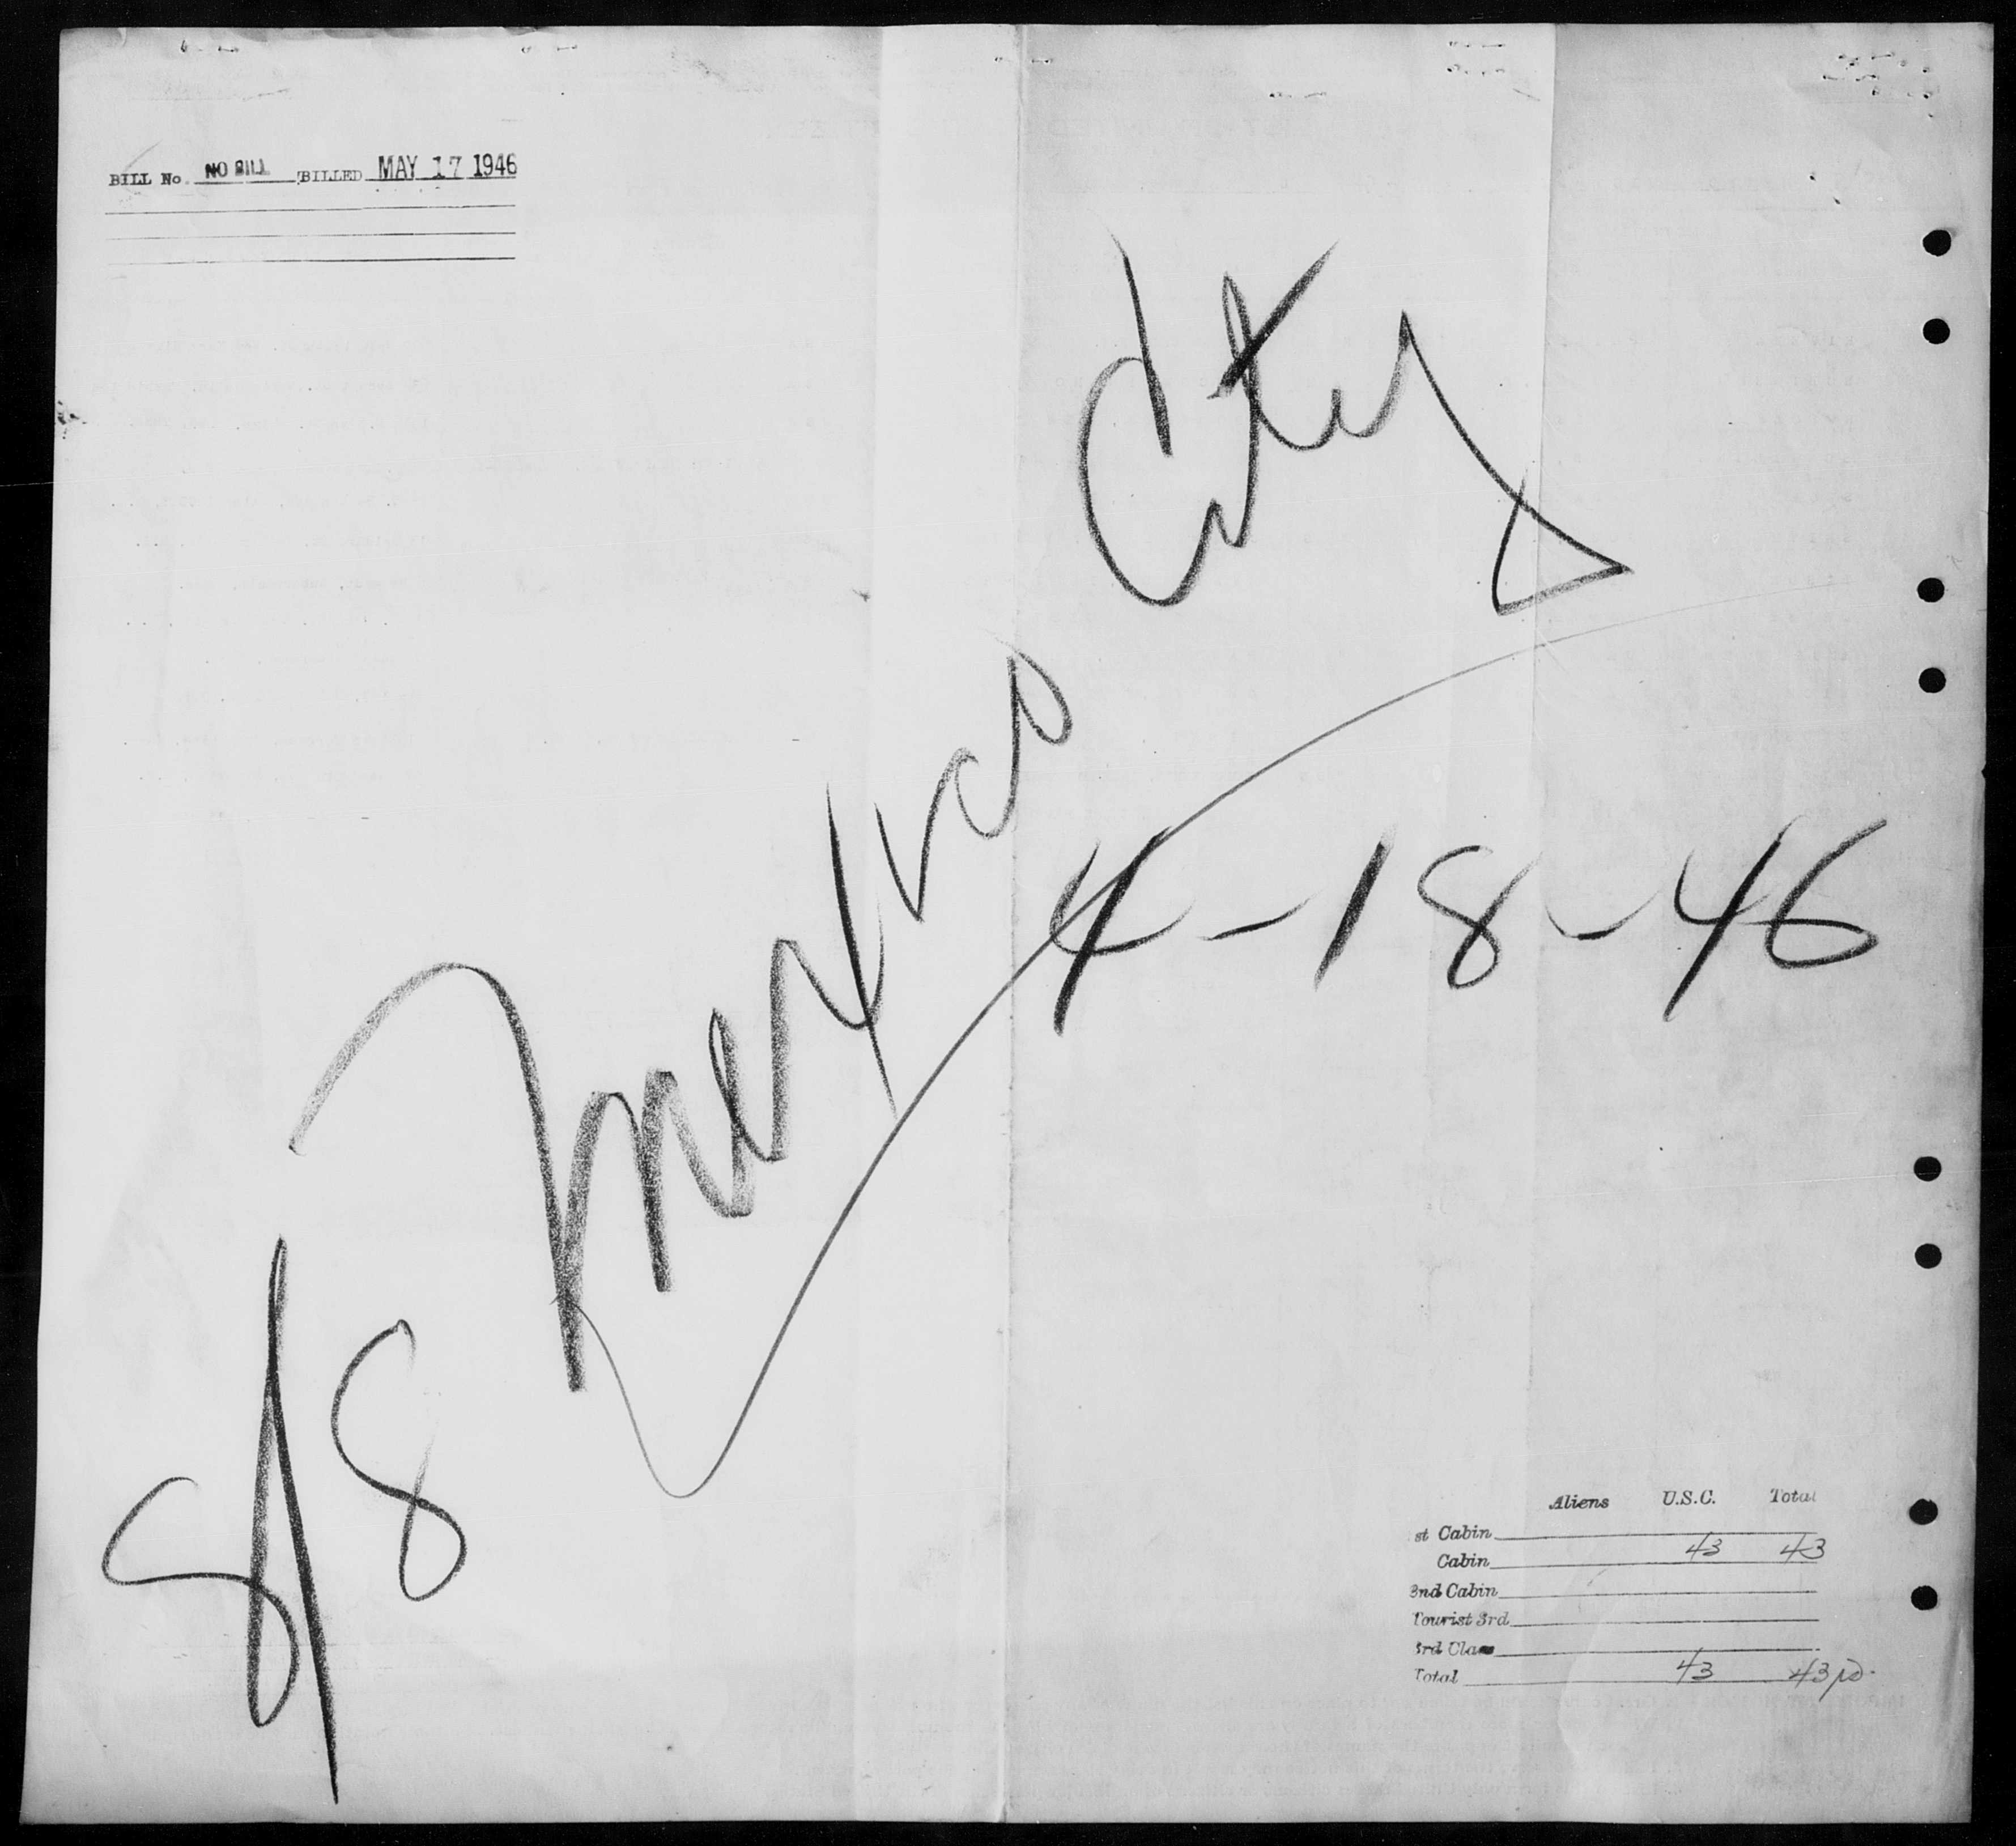 BILL No. NO BILL BILLED MAY 17 1946
S/S Mexico City
4-18-46
Aliens U.S.C. Total
st Cabin
Cabin 43 43
2nd Cabin
Tourist 3rd
3rd Class
Total 43 43